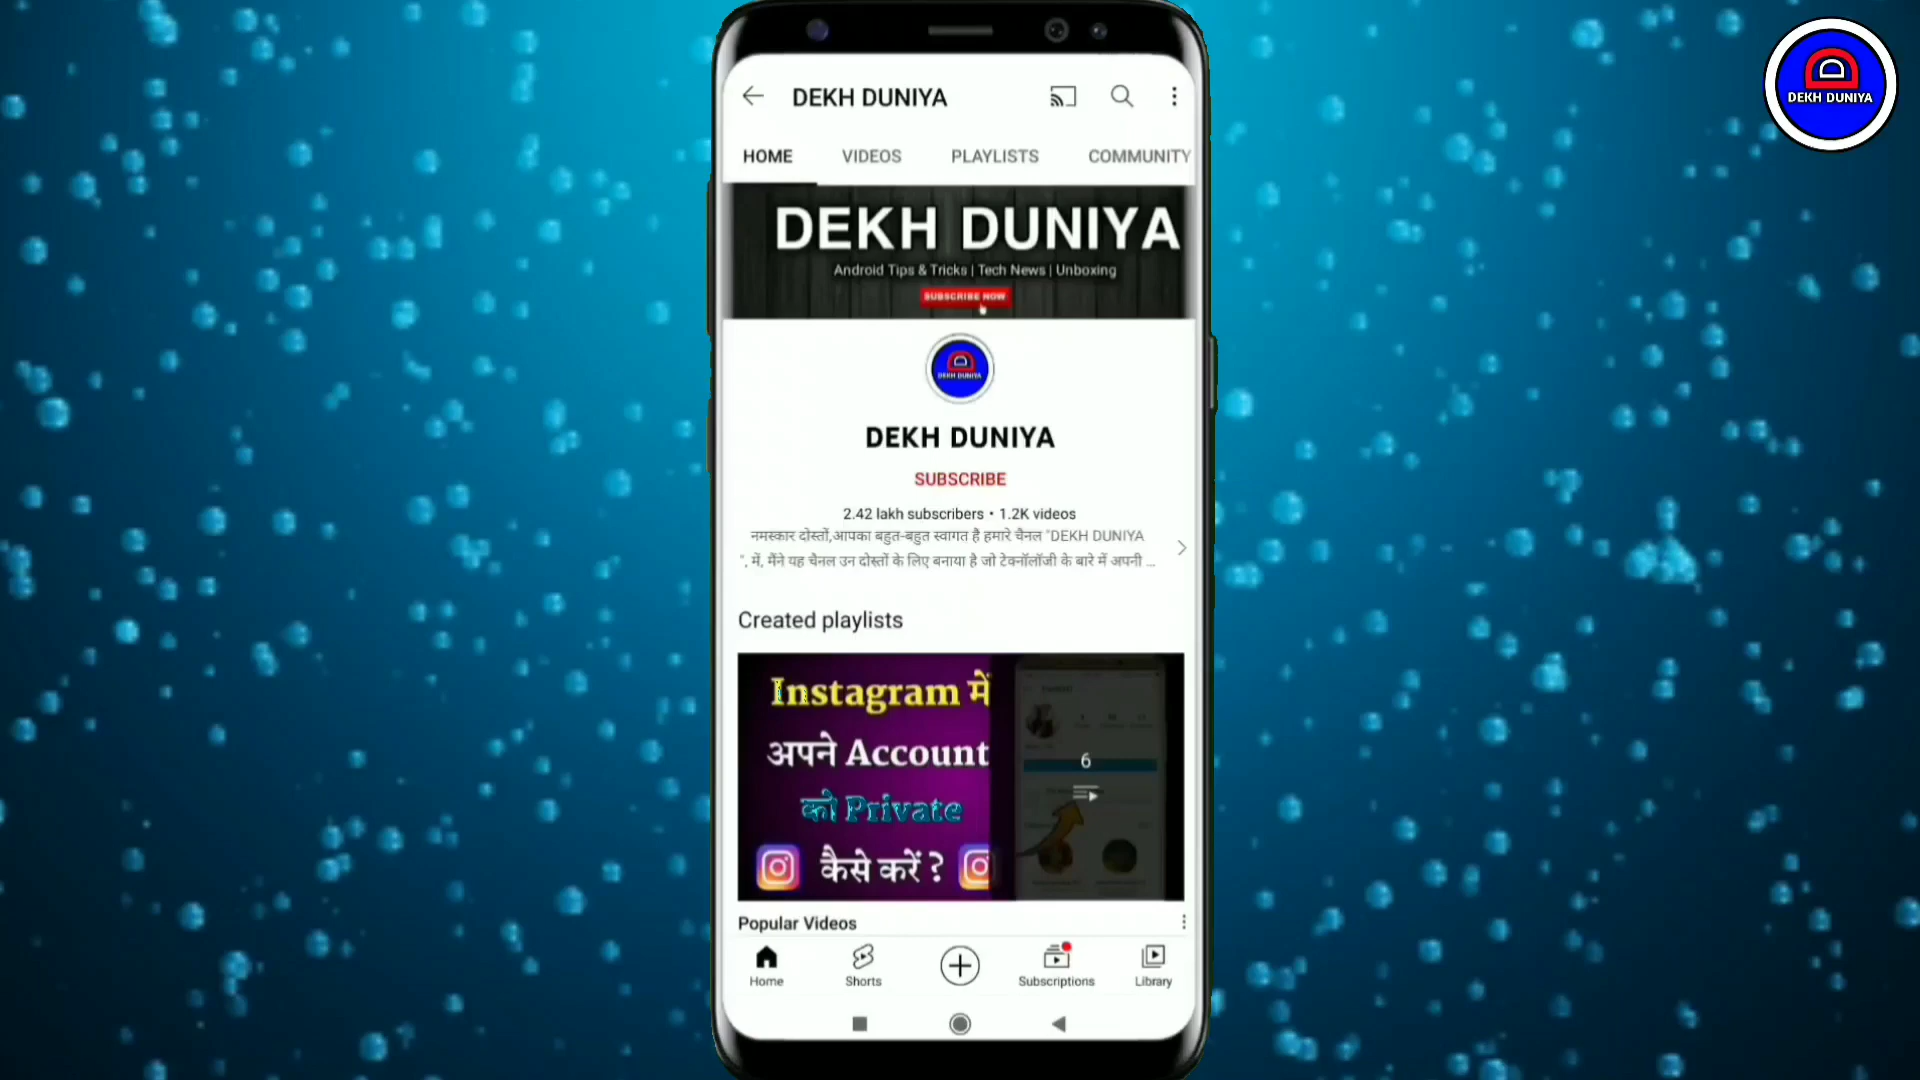 DEKH DUNIYA
DEKH DUNIYA
HOME VIDEOS PLAYLISTS COMMUNITY
DEKH DUNIYA
Android Tips & Tricks | Tech News | Unboxing
SUBSCRIBE NOW
DEKH DUNIYA
DEKH DUNIYA
SUBSCRIBE
2.42 lakh subscribers • 1.2K videos
नमस्कार दोस्तों,आपका बहुत-बहुत स्वागत है हमारे चैनल "DEKH DUNIYA
", में, मैंने यह चैनल उन दोस्तों के लिए बनाया है जो टेक्नॉलॉजी के बारे में अपनी ...
Created playlists
Instagram में
अपने Account
को Private
कैसे करें ?
6
Popular Videos
Home Shorts Subscriptions Library